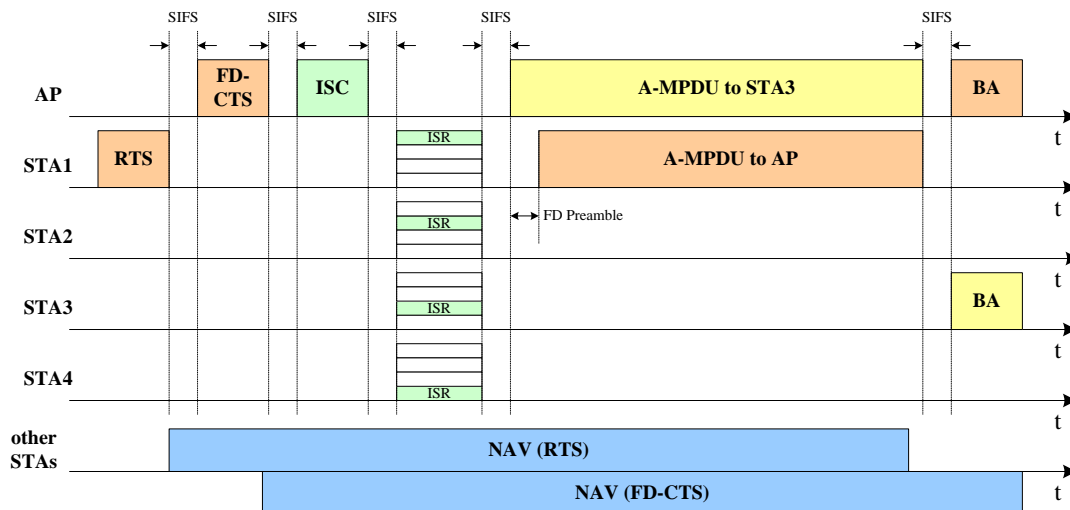 SIFS SIFS SIFS SIFS SIFS
AP
FD-
CTS
ISC
A-MPDU to STA3
BA
t
STA1
RTS
ISR
A-MPDU to AP
t
STA2
ISR
FD Preamble
t
STA3
ISR
BA
t
STA4
ISR
t
other
STAs
NAV (RTS)
NAV (FD-CTS)
t